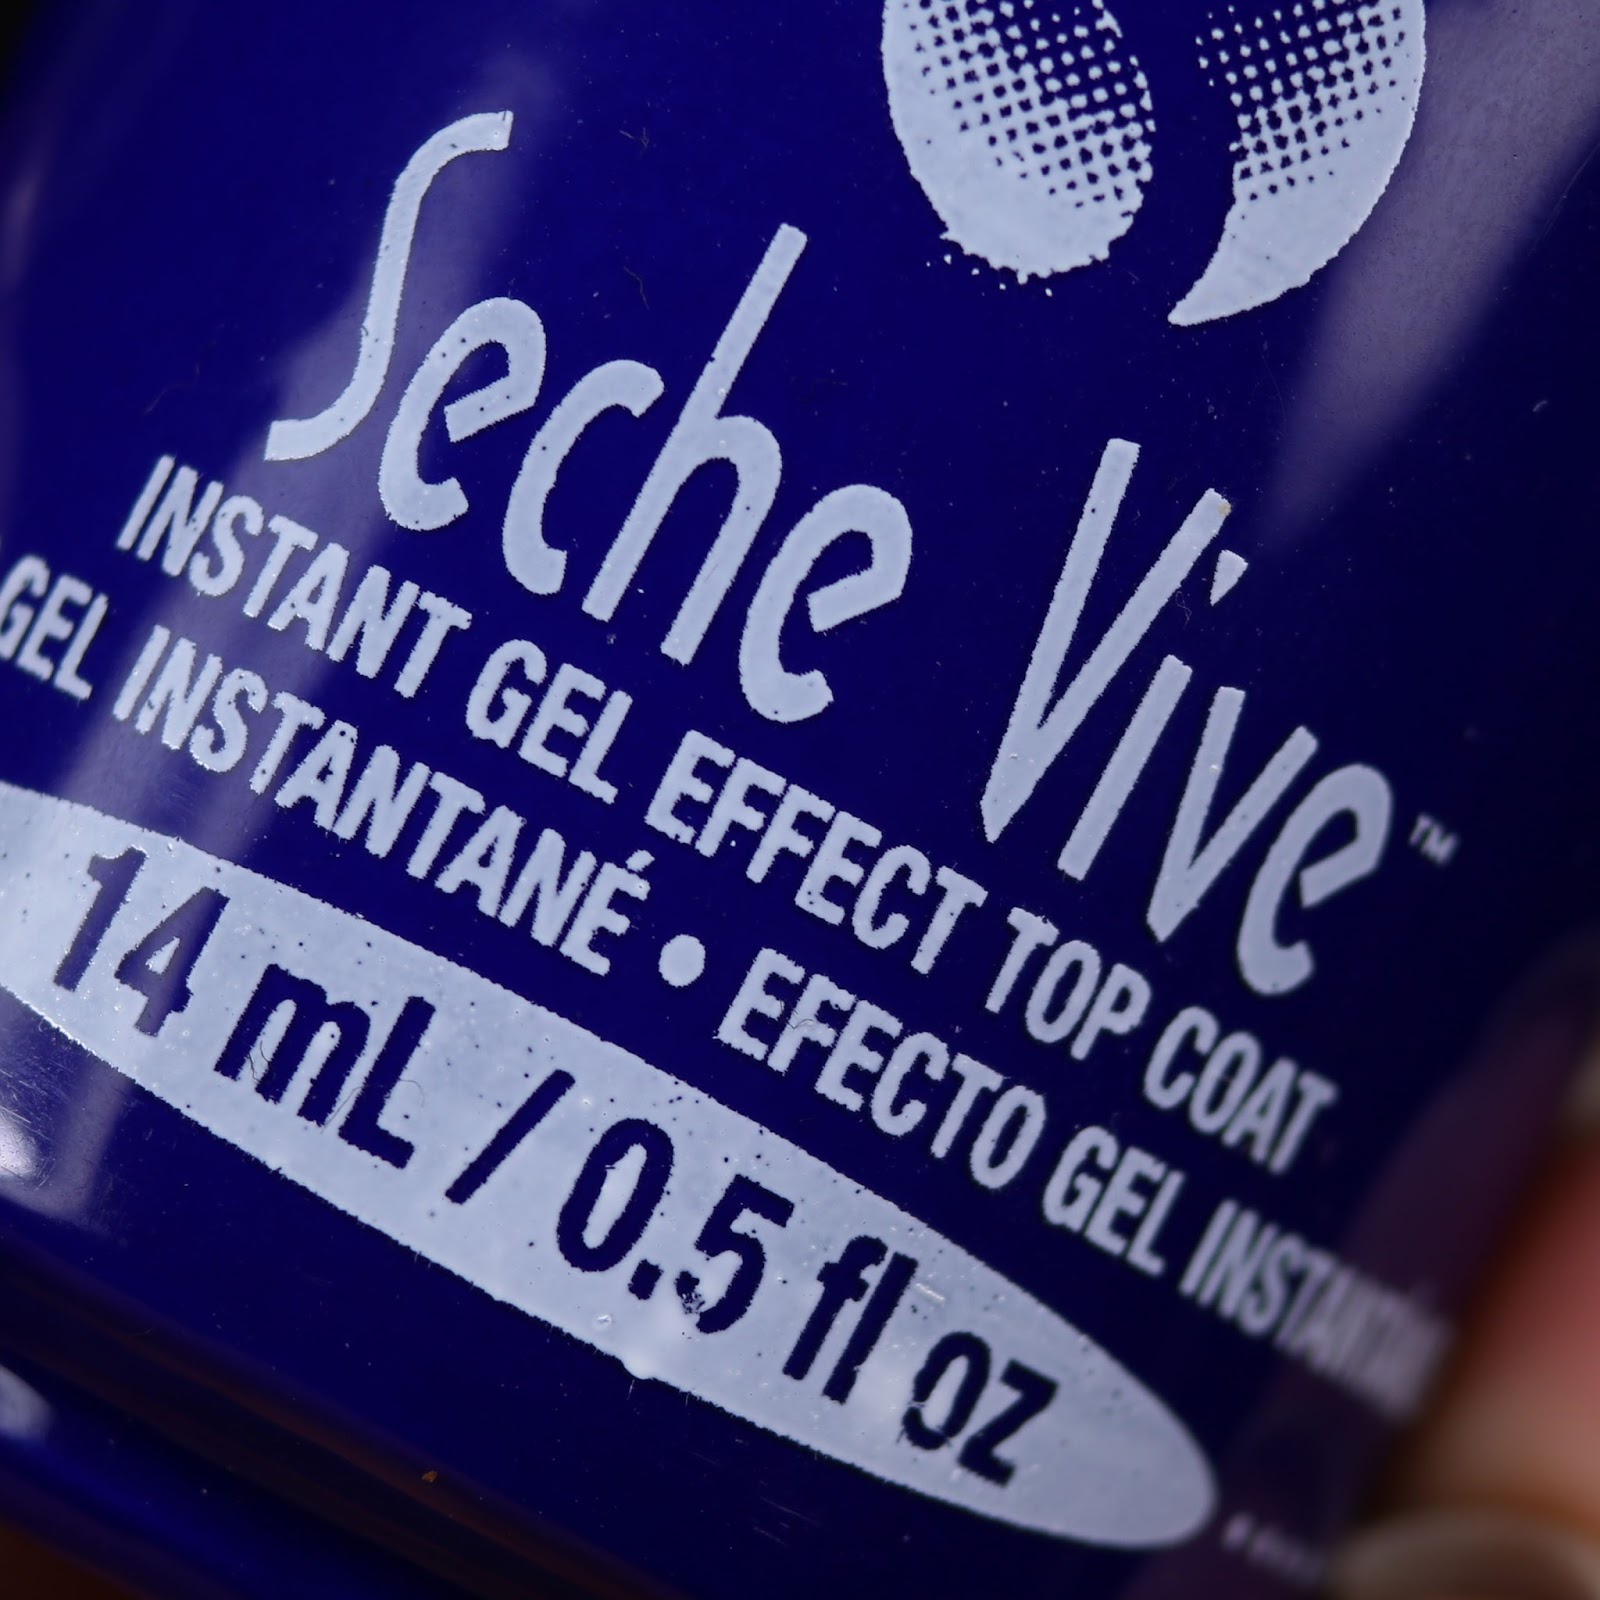 Seche Vive™
INSTANT GEL EFFECT TOP COAT
GEL INSTANTANÉ • EFECTO GEL
14 mL / 0.5 fl oz